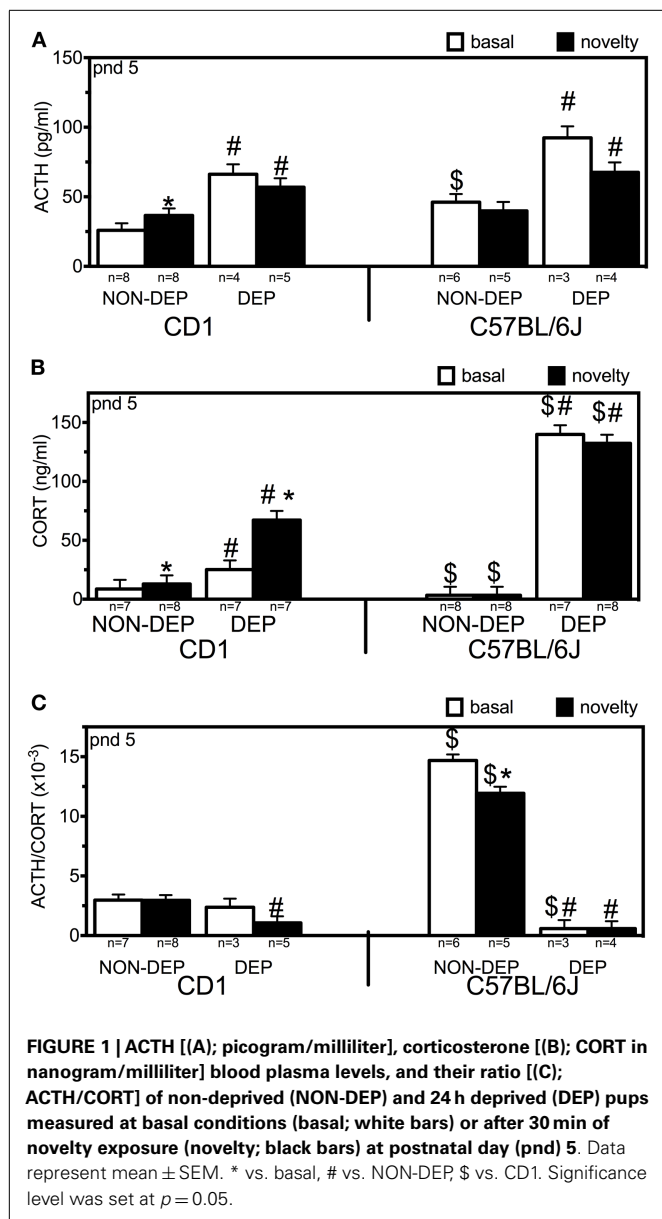 A
basal novelty
150
pnd 5
100
50
0
ACTH (pg/ml)
* # # $ # #
n=8 n=8 n=4 n=5 n=6 n=5 n=3 n=4
NON-DEP DEP NON-DEP DEP
CD1 C57BL/6J
B
basal novelty
pnd 5
150
100
50
0
CORT (ng/ml)
* # # * $ $ $# $#
n=7 n=8 n=7 n=7 n=8 n=8 n=7 n=8
NON-DEP DEP NON-DEP DEP
CD1 C57BL/6J
C
basal novelty
pnd 5
15
10
5
0
ACTH/CORT (x10-3)
# $ $* $# #
n=7 n=8 n=3 n=5 n=6 n=5 n=3 n=4
NON-DEP DEP NON-DEP DEP
CD1 C57BL/6J
FIGURE 1 | ACTH [(A); picogram/milliliter], corticosterone [(B); CORT in
nanogram/milliliter] blood plasma levels, and their ratio [(C);
ACTH/CORT] of non-deprived (NON-DEP) and 24 h deprived (DEP) pups
measured at basal conditions (basal; white bars) or after 30 min of
novelty exposure (novelty; black bars) at postnatal day (pnd) 5. Data
represent mean ± SEM. * vs. basal, # vs. NON-DEP, $ vs. CD1. Significance
level was set at p = 0.05.